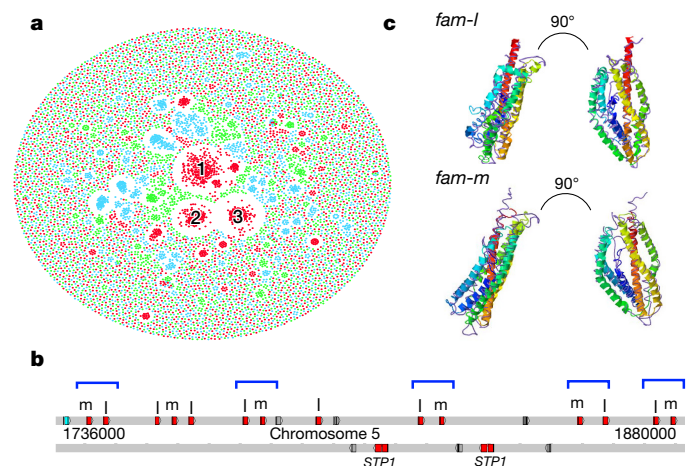 a
c
fam-l
90°
1
2
3
fam-m
90°
b
m l l m l l m l l m m l l m
1736000 Chromosome 5 1880000
STP1 STP1